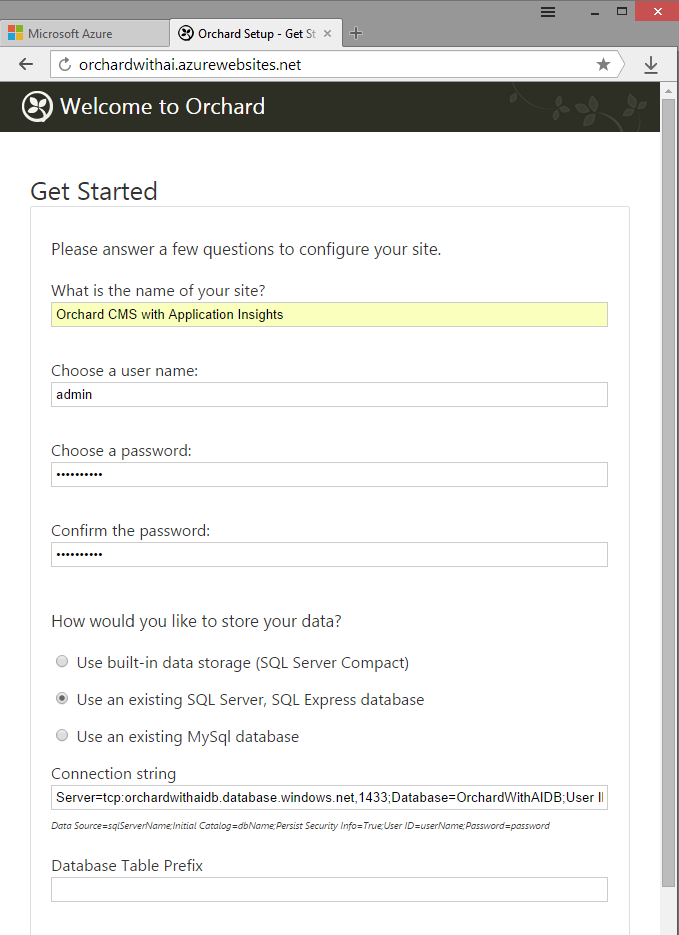 Microsoft Azure
Orchard Setup - Get St
orchardwithai.azurewebsites.net
Welcome to Orchard
Get Started
Please answer a few questions to configure your site.
What is the name of your site?
Orchard CMS with Application Insights
Choose a user name:
admin
Choose a password:
••••••••••
Confirm the password:
••••••••••
How would you like to store your data?
Use built-in data storage (SQL Server Compact)
Use an existing SQL Server, SQL Express database
Use an existing MySql database
Connection string
Server=tcp:orchardwithaidb.database.windows.net,1433;Database=OrchardWithAIDB;User I
Data Source=sqlServerName;Initial Catalog=dbName;Persist Security Info=True;User ID=userName;Password=password
Database Table Prefix